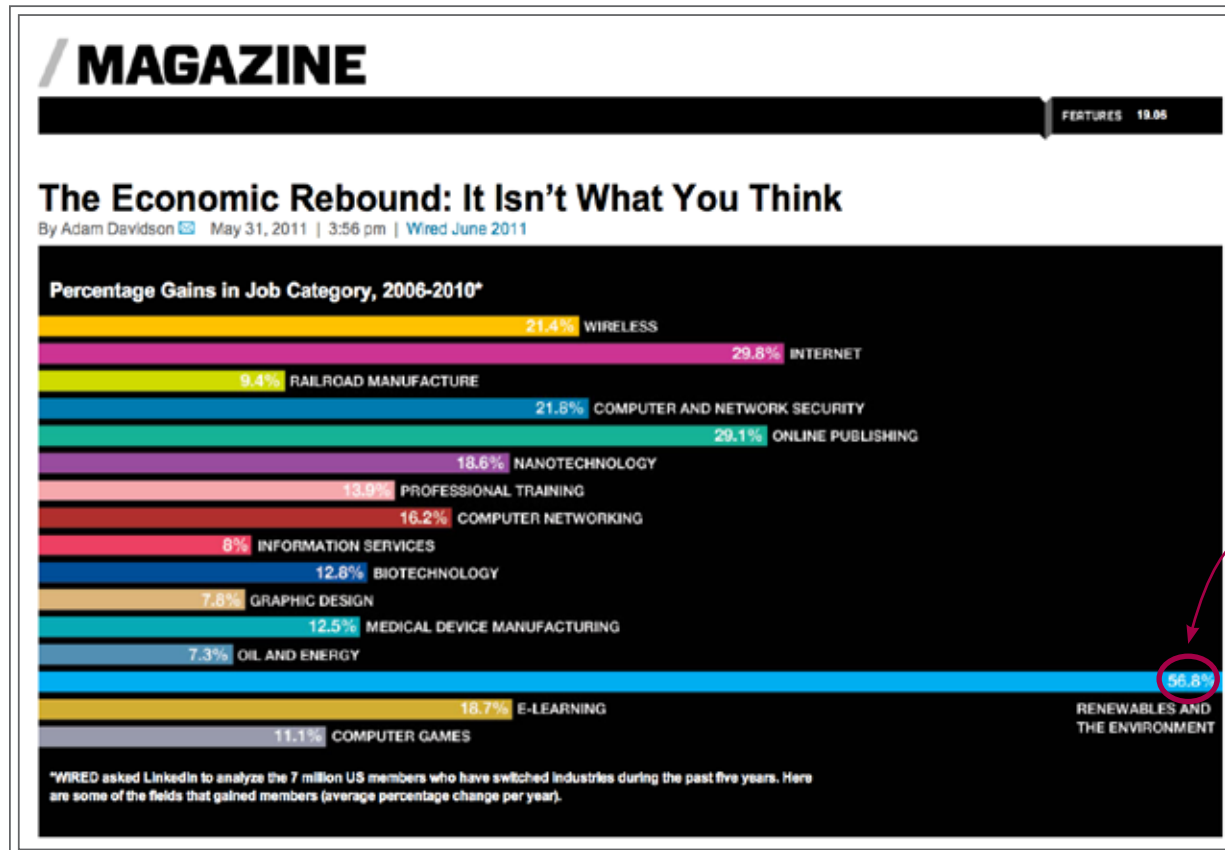 / MAGAZINE
FEATURES 19.06
The Economic Rebound: It Isn't What You Think
By Adam Davidson May 31, 2011 | 3:56 pm | Wired June 2011
Percentage Gains in Job Category, 2006-2010*
21.4% WIRELESS
29.8% INTERNET
9.4% RAILROAD MANUFACTURE
21.8% COMPUTER AND NETWORK SECURITY
29.1% ONLINE PUBLISHING
18.6% NANOTECHNOLOGY
13.9% PROFESSIONAL TRAINING
16.2% COMPUTER NETWORKING
8% INFORMATION SERVICES
12.8% BIOTECHNOLOGY
7.8% GRAPHIC DESIGN
12.5% MEDICAL DEVICE MANUFACTURING
7.3% OIL AND ENERGY
56.8%
RENEWABLES AND
THE ENVIRONMENT
18.7% E-LEARNING
11.1% COMPUTER GAMES
*WIRED asked LinkedIn to analyze the 7 million US members who have switched industries during the past five years. Here
are some of the fields that gained members (average percentage change per year).